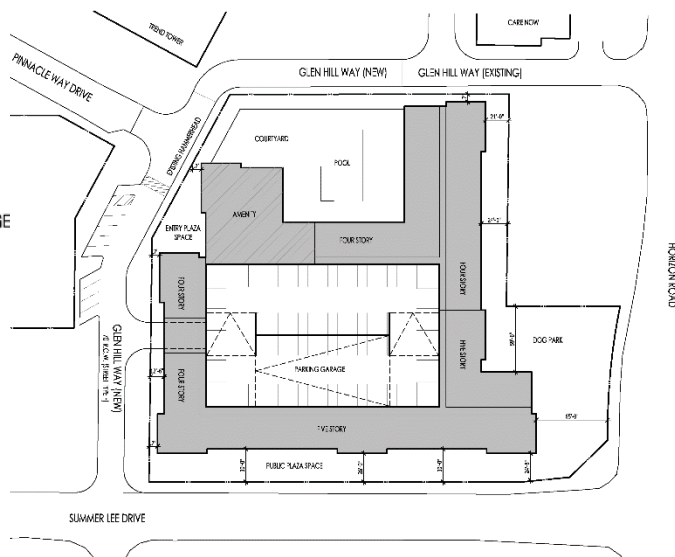 TREND TOWER
CARE NOW
PINNACLE WAY DRIVE
GLEN HILL WAY (NEW)
GLEN HILL WAY (EXISTING)
EXISTING HAMMERHEAD
COURTYARD
POOL
AMENITY
ENTRY PLAZA
SPACE
FOUR STORY
FOUR STORY
FOUR STORY
HORIZON ROAD
GE
DOG PARK
FIVE STORY
PARKING GARAGE
FOUR STORY
GLEN HILL WAY (NEW)
FIVE STORY
PUBLIC PLAZA SPACE
SUMMER LEE DRIVE